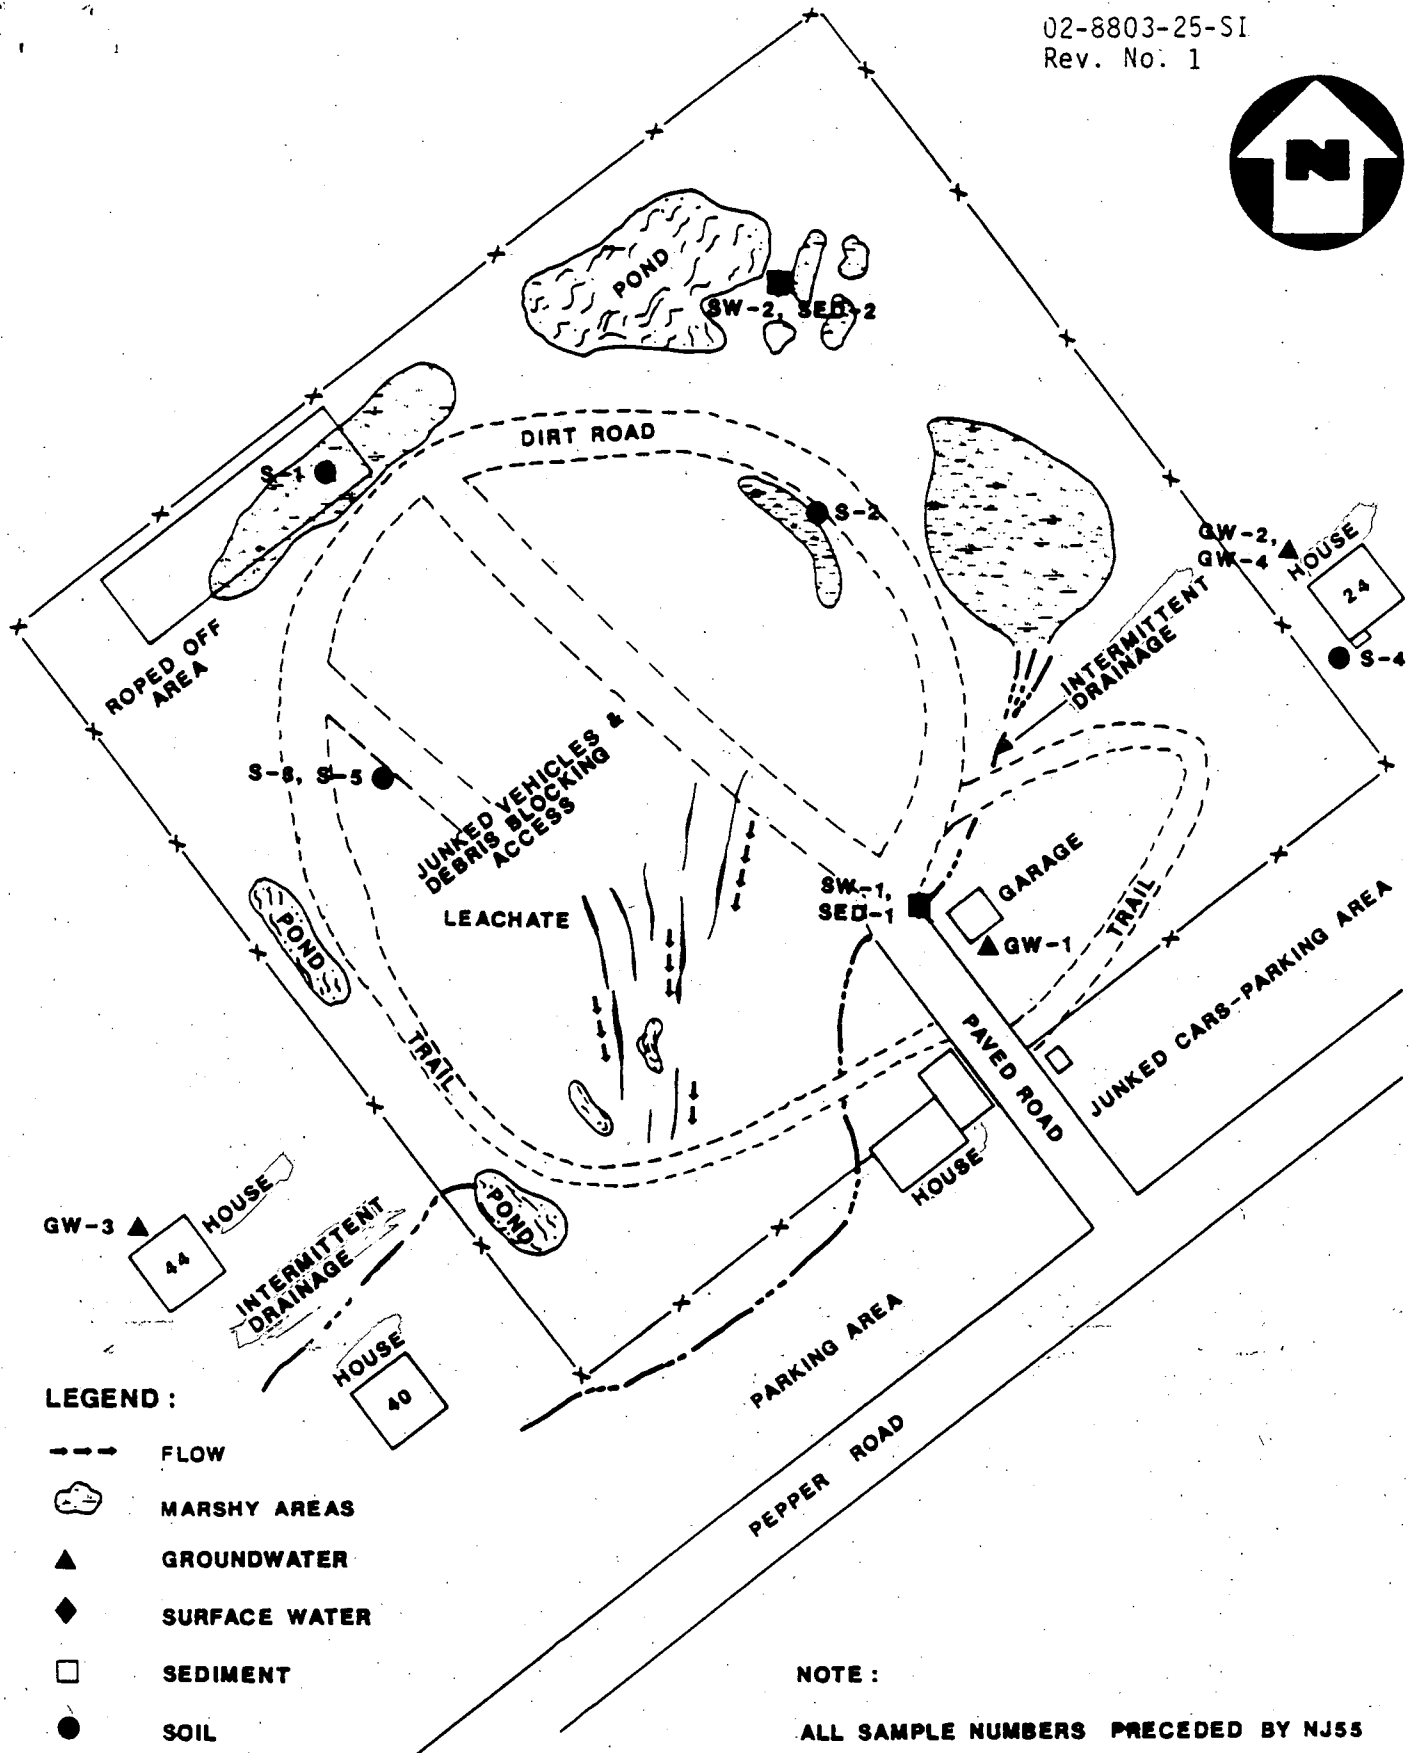 02-8803-25-SI
Rev. No. 1
N
POND
SW-2, SED-2
DIRT ROAD
S-1
S-2
GW-2,
GW-4
HOUSE
24
S-4
INTERMITTENT
DRAINAGE
ROPED OFF
AREA
S-3, S-5
JUNKED VEHICLES &
DEBRIS BLOCKING
ACCESS
LEACHATE
SW-1,
SED-1
GARAGE
GW-1
TRAIL
POND
TRAIL
PAVED ROAD
JUNKED CARS-PARKING AREA
HOUSE
POND
GW-3
HOUSE
44
INTERMITTENT
DRAINAGE
HOUSE
40
PARKING AREA
PEPPER ROAD
LEGEND :
FLOW
MARSHY AREAS
GROUNDWATER
SURFACE WATER
SEDIMENT
SOIL
NOTE :
ALL SAMPLE NUMBERS PRECEDED BY NJ55